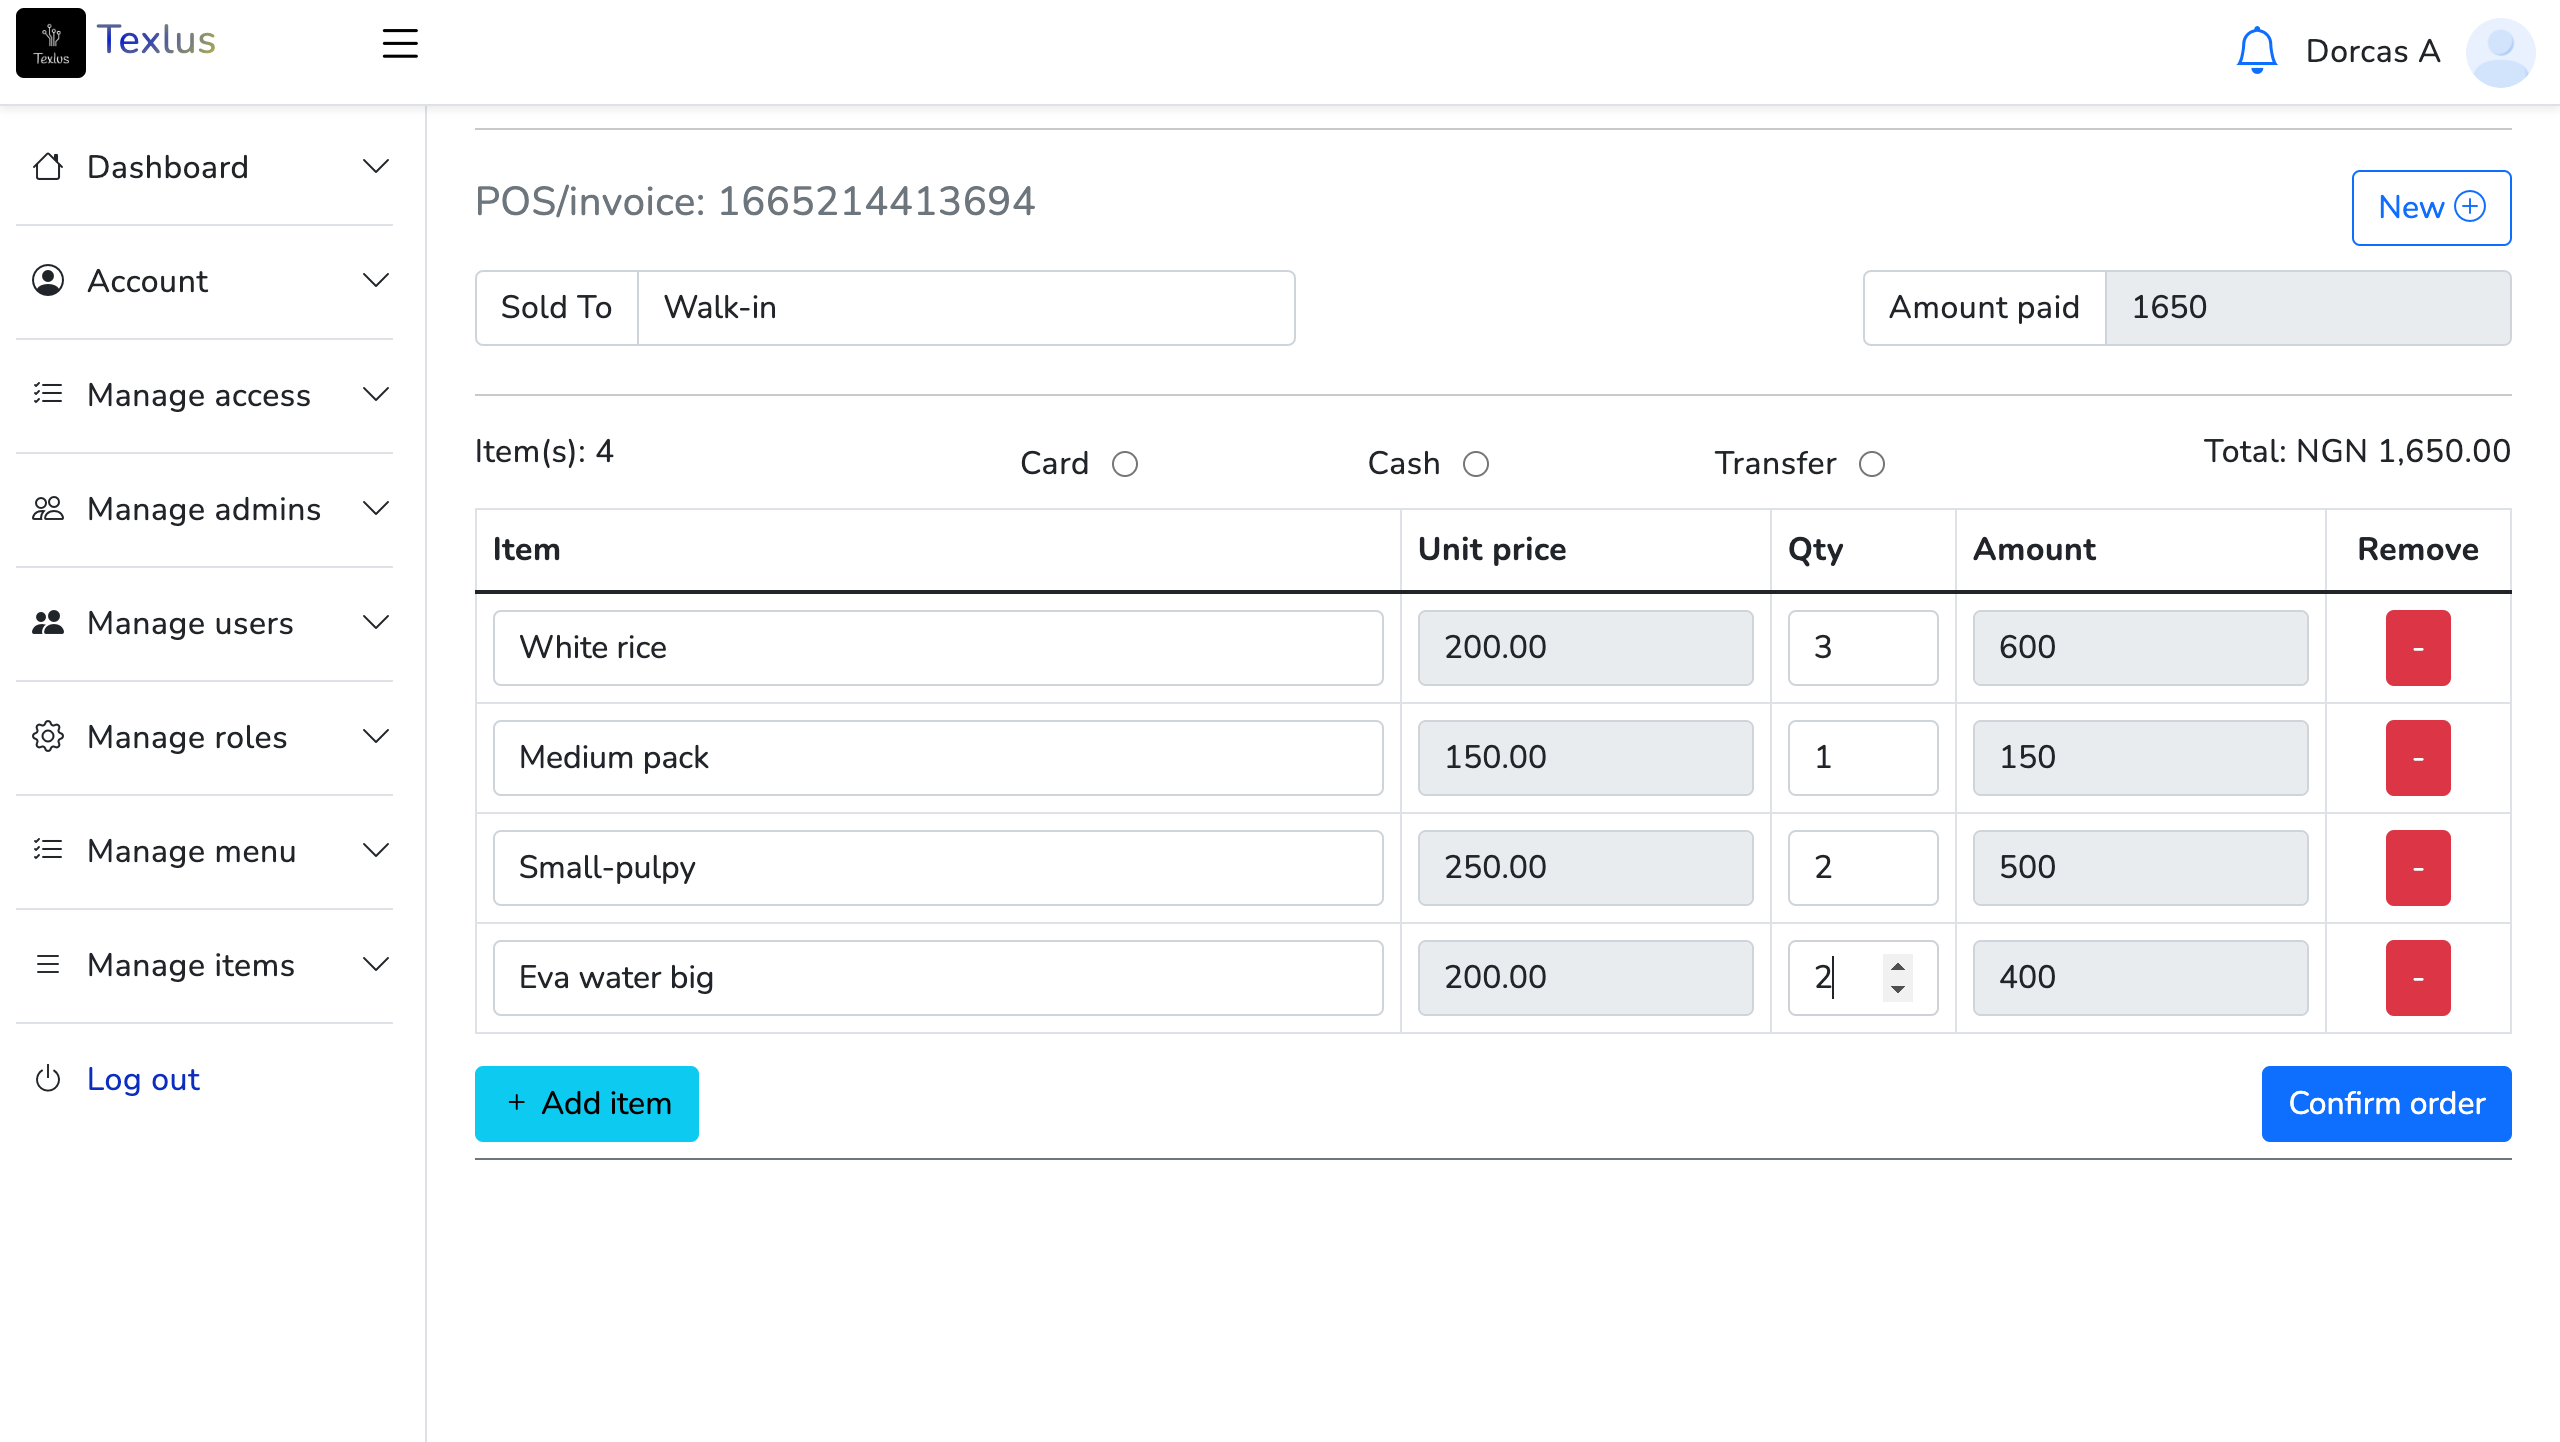 Texlus
Texlus
Dorcas A
Dashboard
Account
Manage access
Manage admins
Manage users
Manage roles
Manage menu
Manage items
Log out
POS/invoice: 1665214413694
New
Sold To Walk-in
Amount paid 1650
Item(s): 4
Card
Cash
Transfer
Total: NGN 1,650.00
Item Unit price Qty Amount Remove
White rice 200.00 3 600 -
Medium pack 150.00 1 150 -
Small-pulpy 250.00 2 500 -
Eva water big 200.00 2 400 -
+ Add item
Confirm order